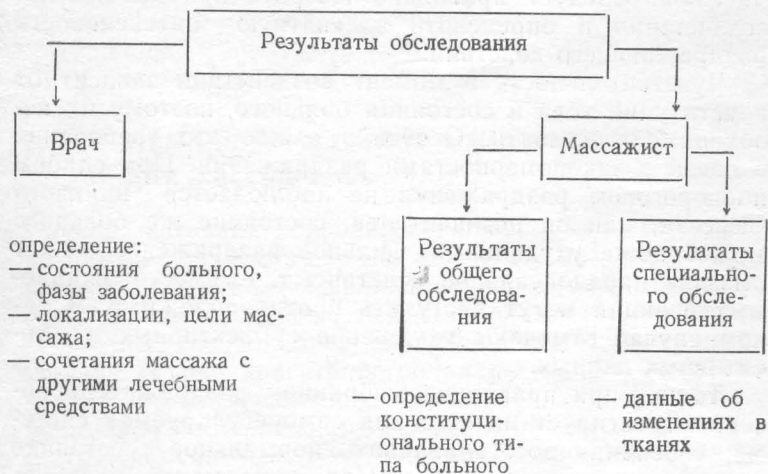 Результаты обследования
Врач
Массажист
определение:
— состояния больного,
фазы заболевания;
— локализации, цели мас-
сажа;
— сочетания массажа с
другими лечебными
средствами
Результаты
общего
обследова-
ния
Резулататы
специально-
го обсле-
дования
определение
конституци-
онального ти-
па больного
данные об
изменениях в
тканях